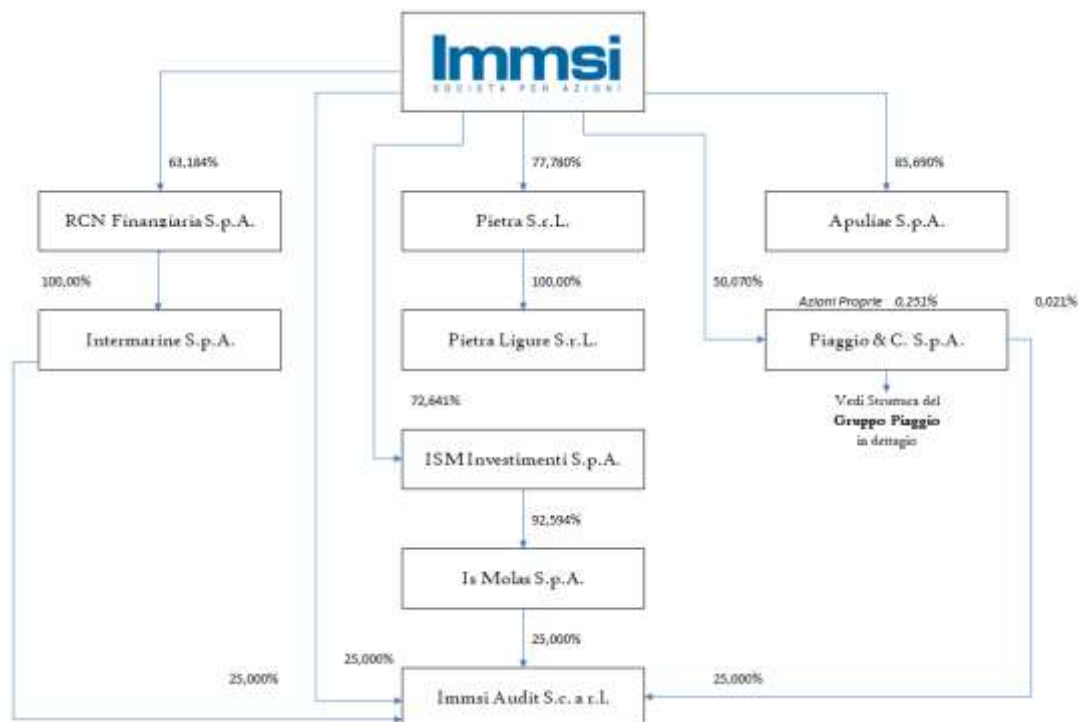 Immsi
SOCIETÀ PER AZIONI
63,184%
77,780%
85,690%
RCN Finanziaria S.p.A.
Pietra S.r.L.
Apuliae S.p.A.
100,00%
100,00%
50,070%
Azioni Proprie 0,251%
0,021%
Intermarine S.p.A.
Pietra Ligure S.r.L.
Piaggio & C. S.p.A.
72,641%
Vedi Struttura del
Gruppo Piaggio
in dettagio
ISM Investimenti S.p.A.
92,594%
Is Molas S.p.A.
25,000%
25,000%
25,000%
25,000%
Immsi Audit S.c. a r.l.